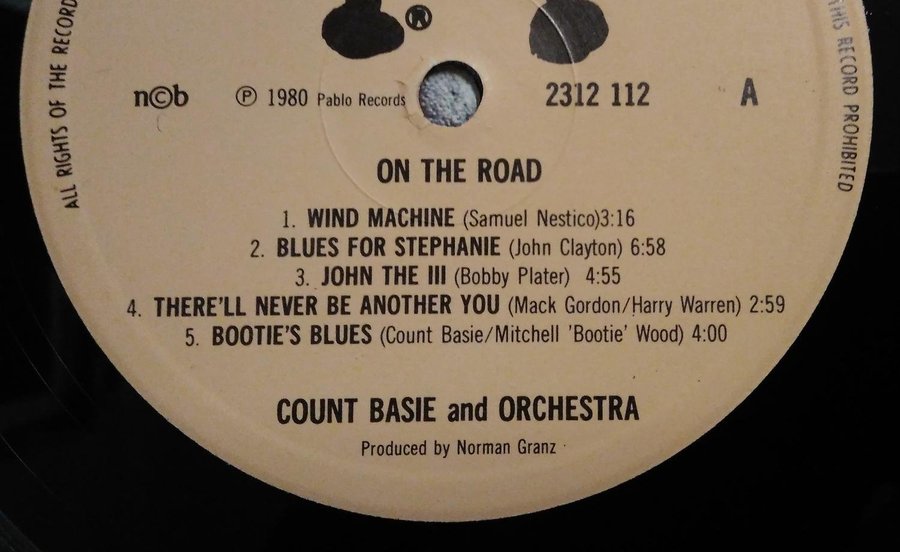 ALL RIGHTS OF THE RECORD
THIS RECORD PROHIBITED
®
n©b ℗ 1980 Pablo Records 2312 112 A
ON THE ROAD
1. WIND MACHINE (Samuel Nestico)3:16
2. BLUES FOR STEPHANIE (John Clayton) 6:58
3. JOHN THE III (Bobby Plater) 4:55
4. THERE'LL NEVER BE ANOTHER YOU (Mack Gordon/Harry Warren) 2:59
5. BOOTIE'S BLUES (Count Basie/Mitchell 'Bootie' Wood) 4:00
COUNT BASIE and ORCHESTRA
Produced by Norman Granz